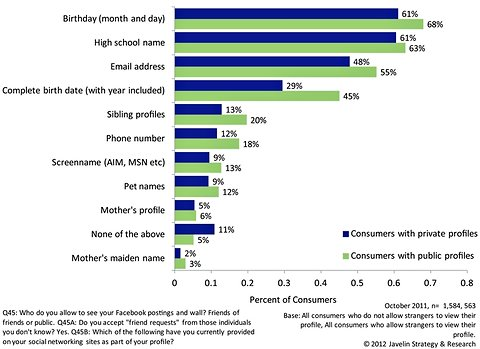 Birthday (month and day) 61% 68%
High school name 61% 63%
Email address 48% 55%
Complete birth date (with year included) 29% 45%
Sibling profiles 13% 20%
Phone number 12% 18%
Screenname (AIM, MSN etc) 9% 13%
Pet names 9% 12%
Mother's profile 5% 6%
None of the above 11% 5%
Mother's maiden name 2% 3%
Consumers with private profiles
Consumers with public profiles
0 0.1 0.2 0.3 0.4 0.5 0.6 0.7 0.8
Percent of Consumers
Q45: Who do you allow to see your Facebook postings and wall? Friends of
friends or public. Q45A: Do you accept "friend requests" from those individuals
you don't know? Yes. Q45B: Which of the following have you currently provided
on your social networking sites as part of your profile?
October 2011, n= 1,584, 563
Base: All consumers who do not allow strangers to view
their profile, All consumers who allow strangers to view their
profile.
© 2012 Javelin Strategy & Research